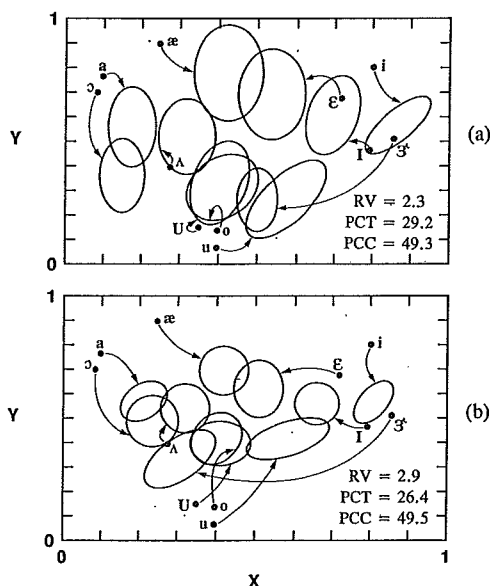 1
æ
a
i
ɔ
ɛ
Y
ʌ
I
ɝ
(a)
RV = 2.3
U
o
PCT = 29.2
u
PCC = 49.3
0
1
æ
a
i
ɔ
ɛ
Y
ʌ
I
ɝ
(b)
RV = 2.9
U
o
PCT = 26.4
u
PCC = 49.5
0
0
X
1